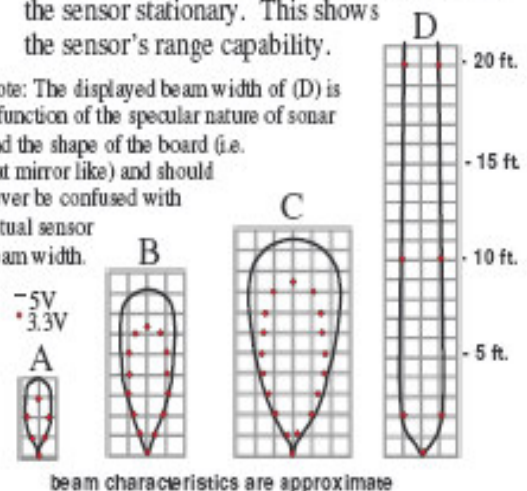 the sensor stationary. This shows
the sensor's range capability.
ote: The displayed beam width of (D) is
function of the specular nature of sonar
d the shape of the board (i.e.
at mirror like) and should
ver be confused with
tual sensor
am width.
–5V
•3.3V
A
B
C
D
- 20 ft.
- 15 ft.
- 10 ft.
- 5 ft.
beam characteristics are approximate